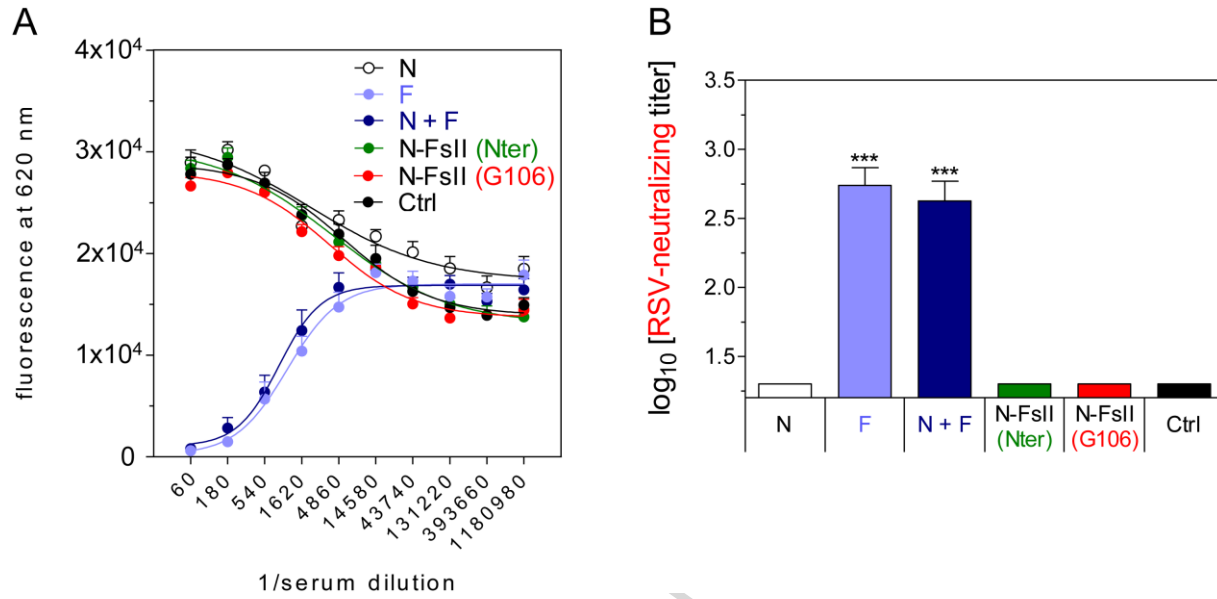 A
4x10⁴
3x10⁴
2x10⁴
1x10⁴
0
fluorescence at 620 nm
N
F
N + F
N-FsII (Nter)
N-FsII (G106)
Ctrl
60
180
540
1620
4860
14580
43740
131220
393660
1180980
1/serum dilution
B
log₁₀ [RSV-neutralizing titer]
3.5
3.0
2.5
2.0
1.5
***
***
N
F
N + F
N-FsII
(Nter)
N-FsII
(G106)
Ctrl